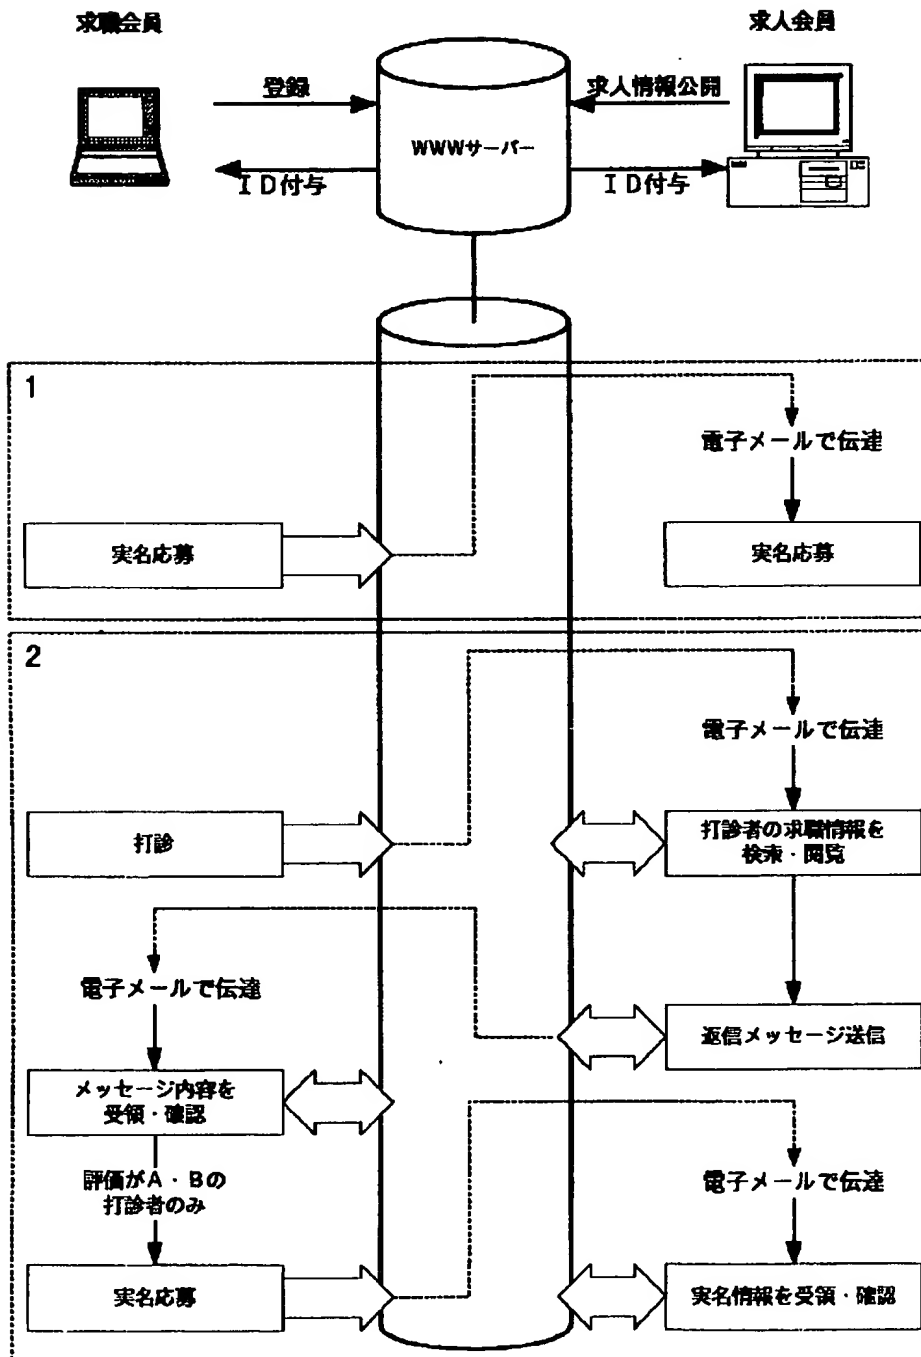 求職会員
求人会員
登録
求人情報公開
WWWサーバー
ID付与
ID付与
1
電子メールで伝達
実名応募
実名応募
2
電子メールで伝達
打診
打診者の求職情報を
検索・閲覧
電子メールで伝達
返信メッセージ送信
メッセージ内容を
受領・確認
評価がA・Bの
打診者のみ
電子メールで伝達
実名応募
実名情報を受領・確認